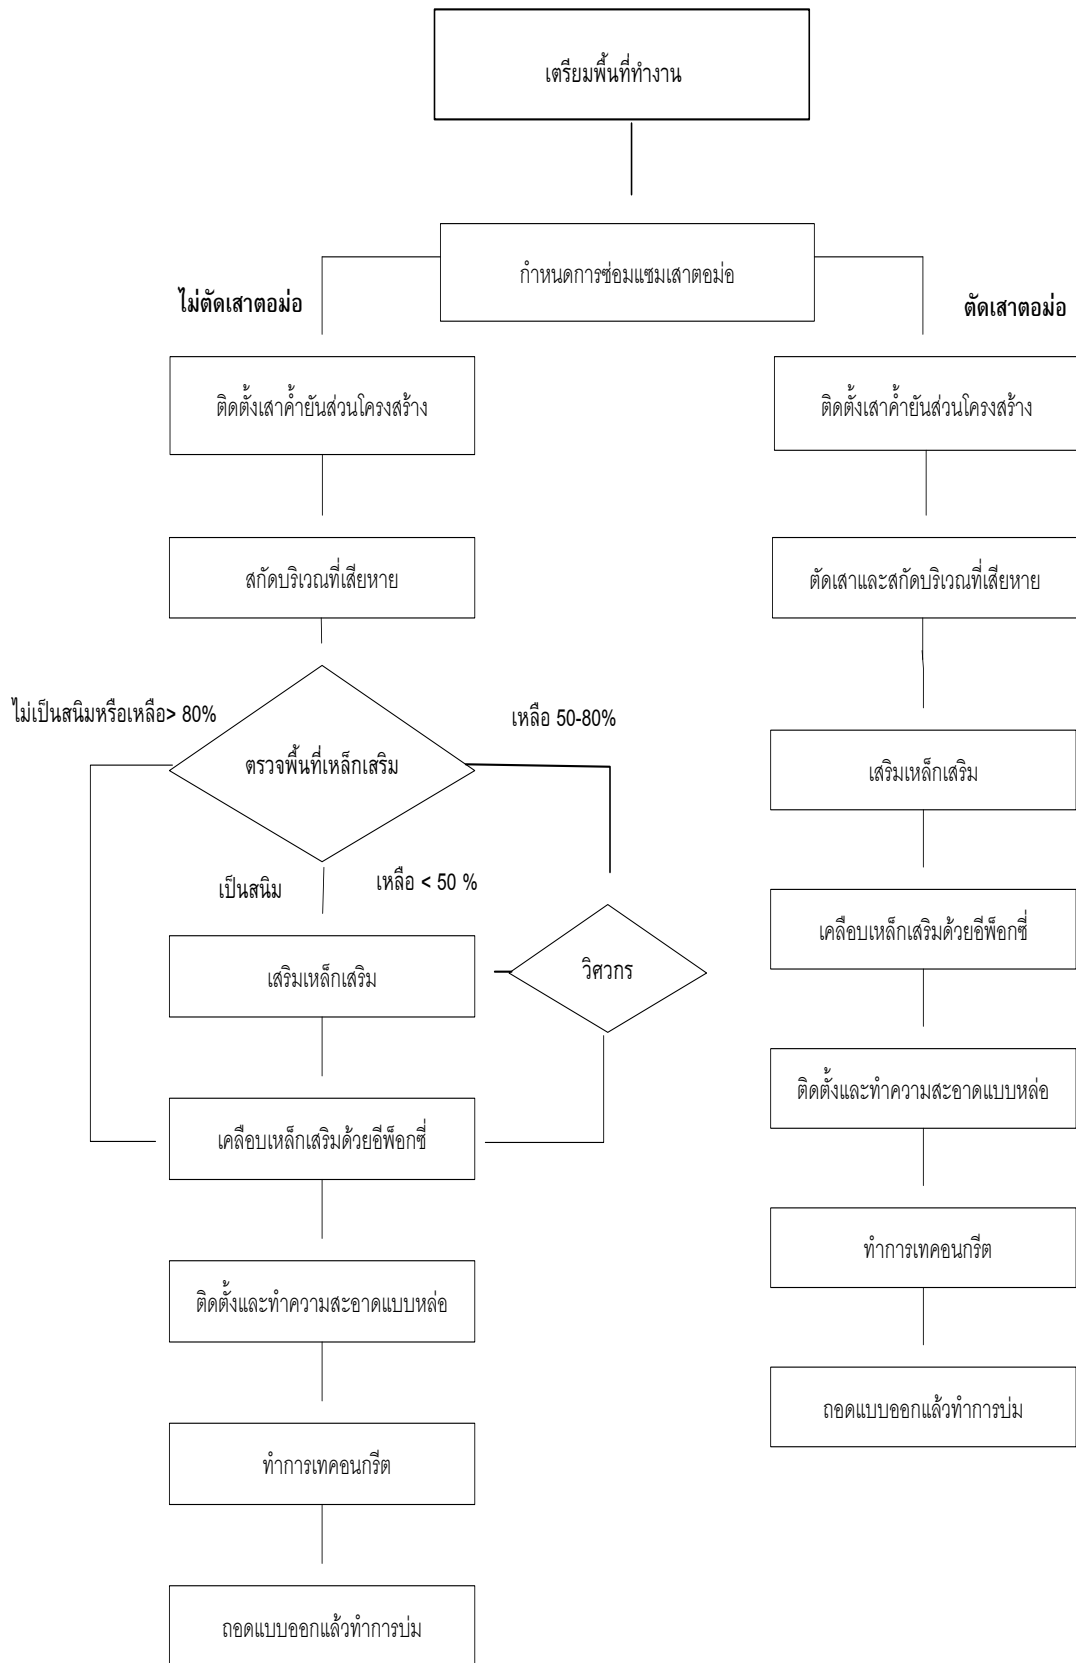 เตรียมพื้นที่ทำงาน
กำหนดการซ่อมแซมเสาตอม่อ
ไม่ตัดเสาตอม่อ
ตัดเสาตอม่อ
ติดตั้งเสาค้ำยันส่วนโครงสร้าง
ติดตั้งเสาค้ำยันส่วนโครงสร้าง
สกัดบริเวณที่เสียหาย
ตัดเสาและสกัดบริเวณที่เสียหาย
ไม่เป็นสนิมหรือเหลือ> 80%
เหลือ 50-80%
ตรวจพื้นที่เหล็กเสริม
เสริมเหล็กเสริม
เป็นสนิม
เหลือ < 50 %
เคลือบเหล็กเสริมด้วยอีพ็อกซี่
เสริมเหล็กเสริม
วิศวกร
ติดตั้งและทำความสะอาดแบบหล่อ
เคลือบเหล็กเสริมด้วยอีพ็อกซี่
ทำการเทคอนกรีต
ติดตั้งและทำความสะอาดแบบหล่อ
ถอดแบบออกแล้วทำการบ่ม
ทำการเทคอนกรีต
ถอดแบบออกแล้วทำการบ่ม